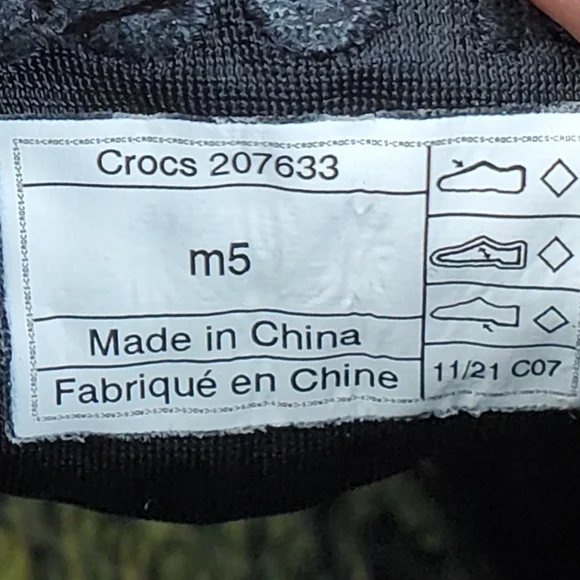 Crocs 207633
m5
Made in China
Fabriqué en Chine
11/21 C07